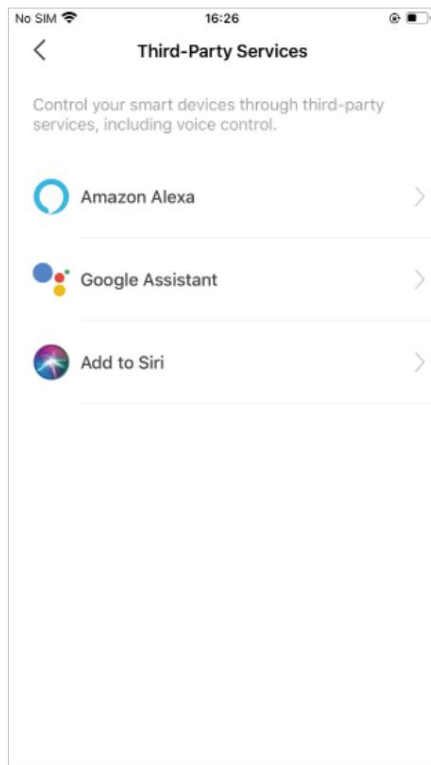 No SIM 16:26
Third-Party Services
Control your smart devices through third-party
services, including voice control.
Amazon Alexa
Google Assistant
Add to Siri